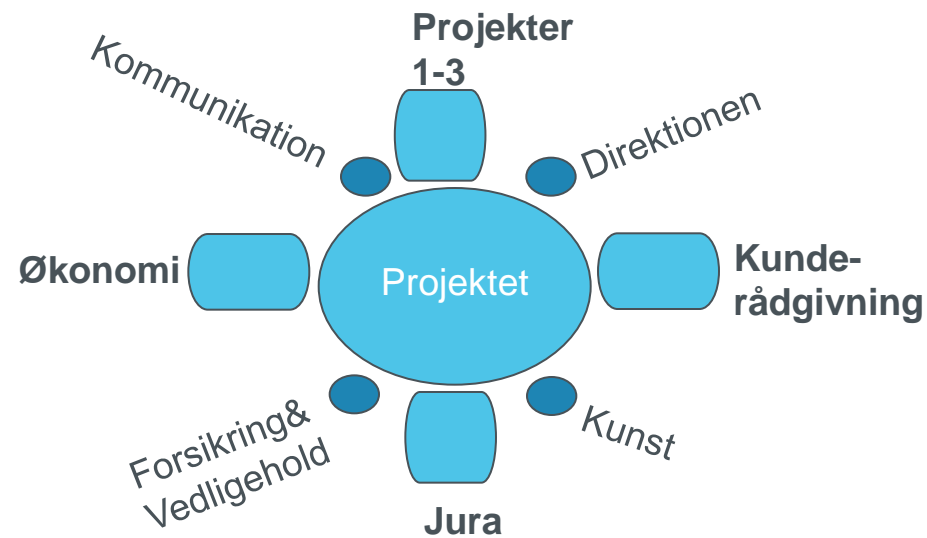 Projekter
1-3
Kommunikation
Direktionen
Økonomi
Projektet
Kunde-
rådgivning
Forsikring&
Vedligehold
Kunst
Jura